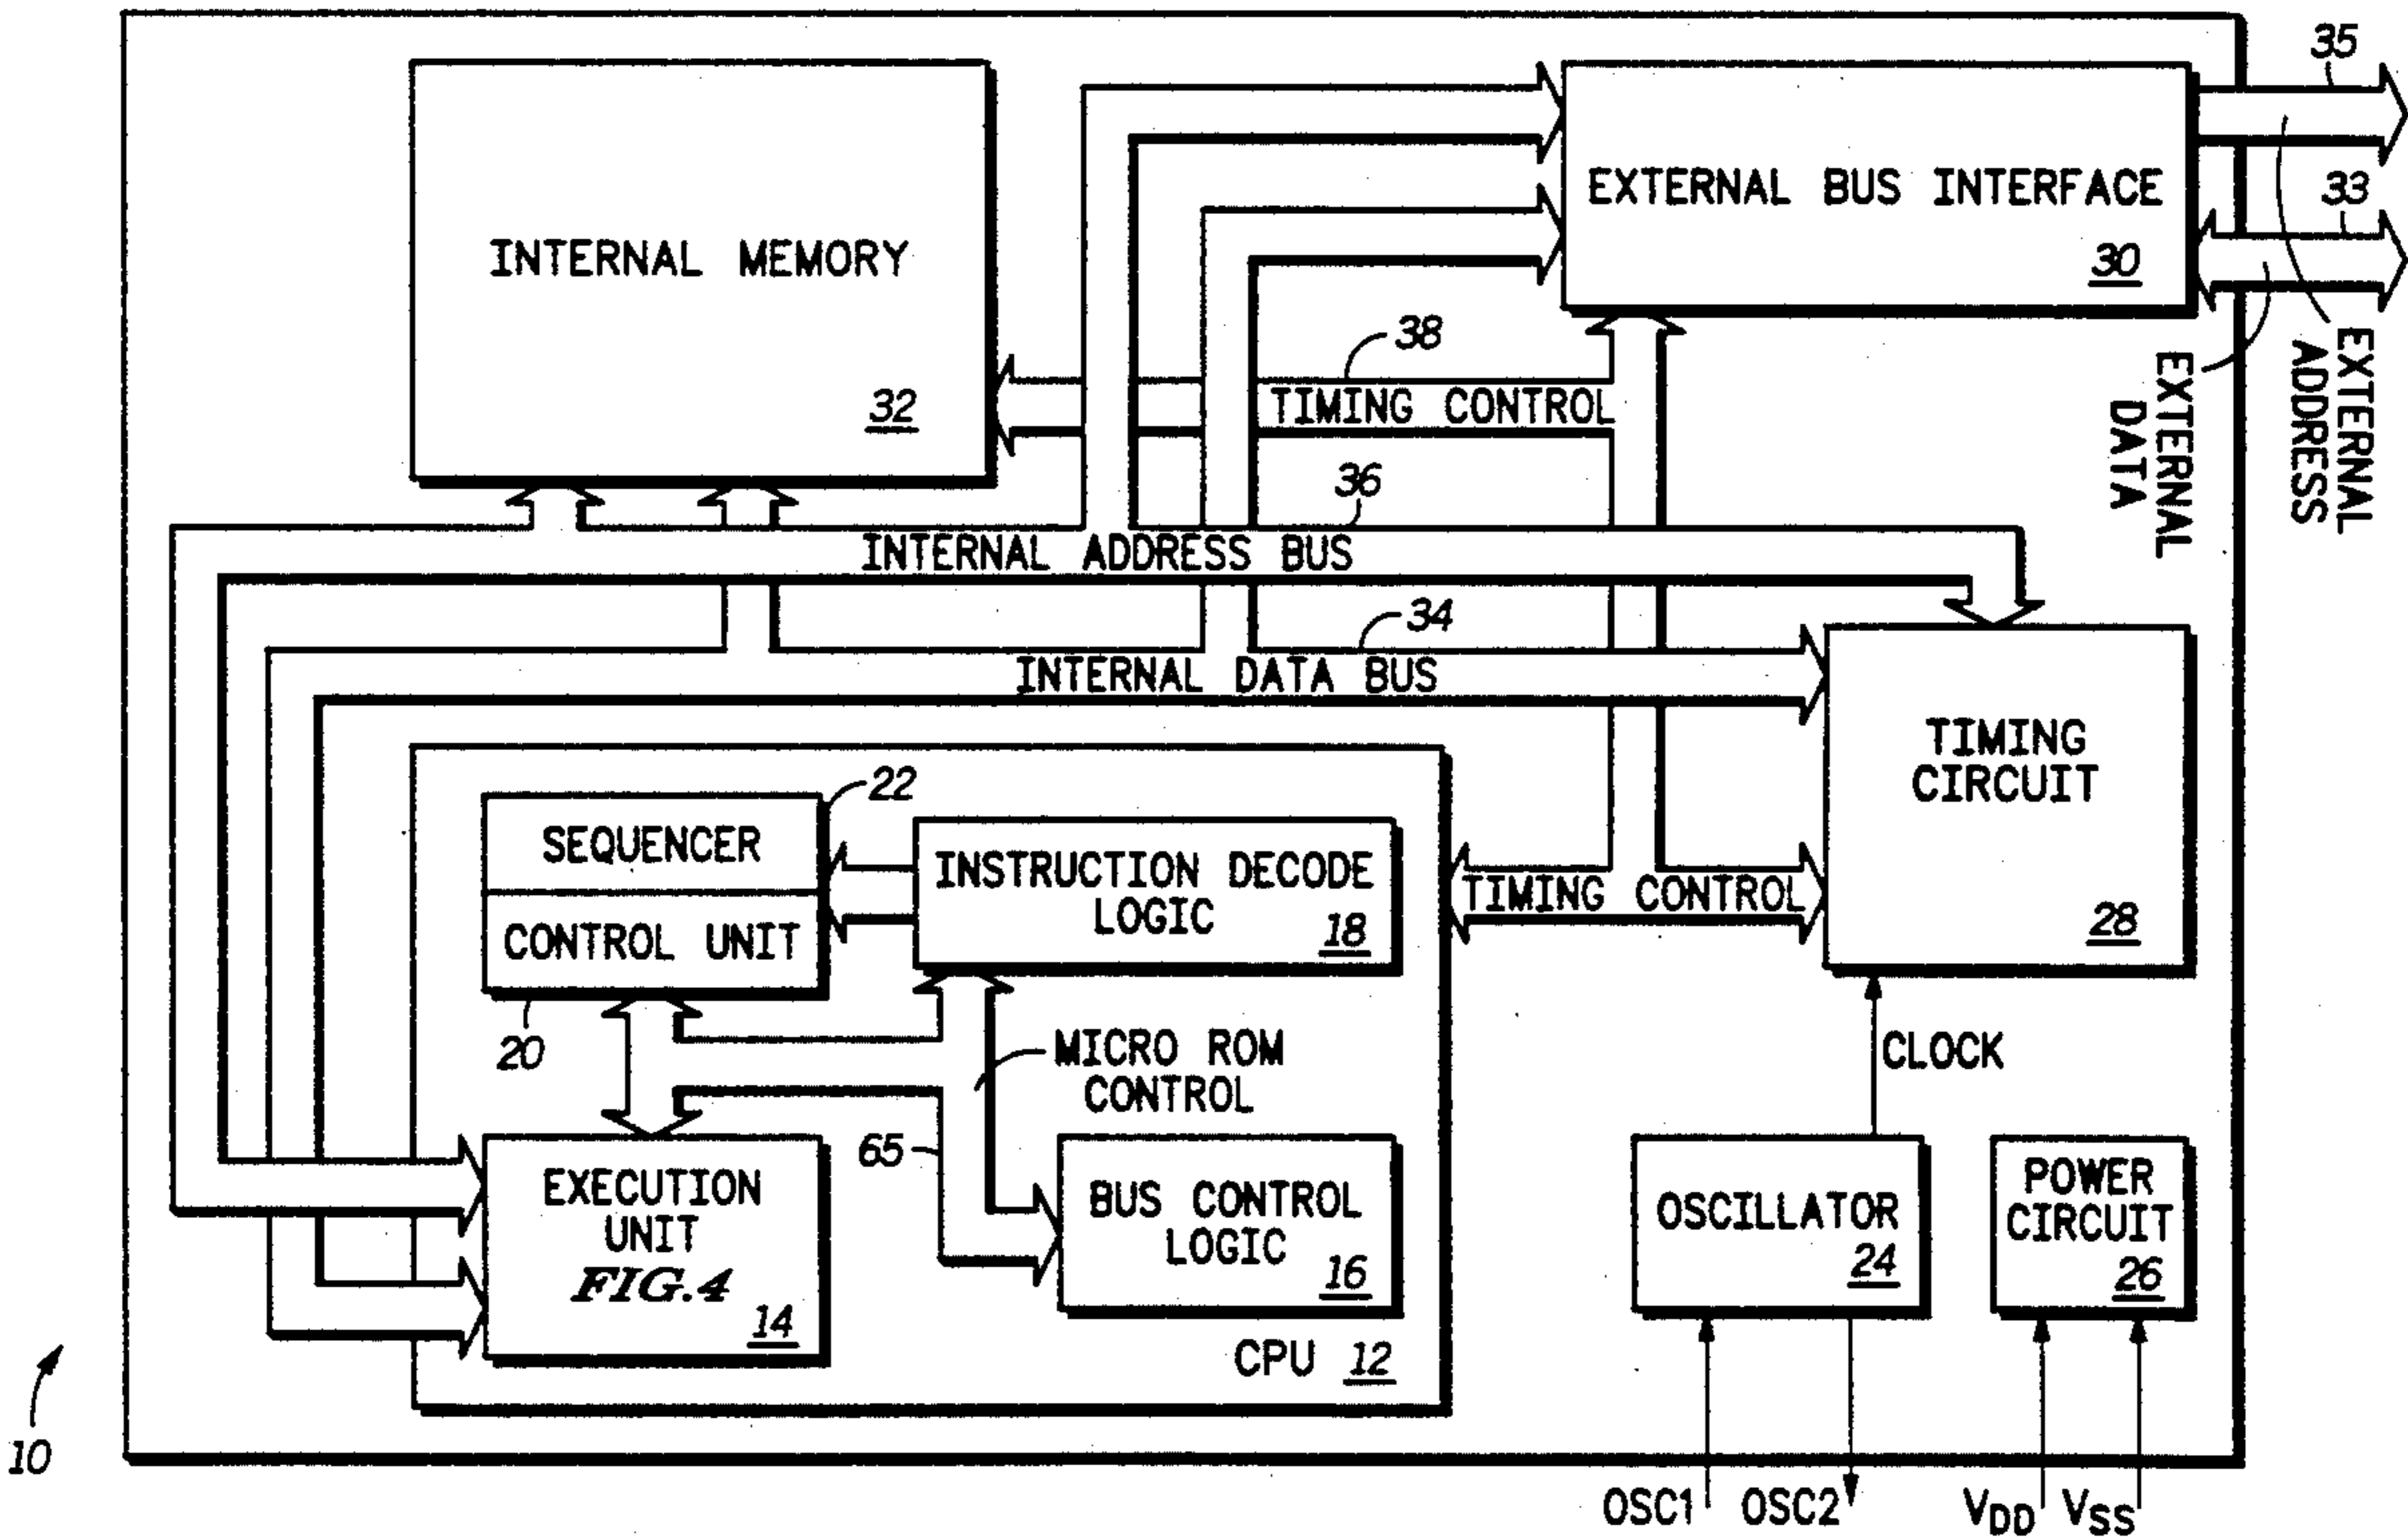 35
INTERNAL MEMORY
32
EXTERNAL BUS INTERFACE
30
33
EXTERNAL
ADDRESS
EXTERNAL
DATA
38
TIMING CONTROL
36
INTERNAL ADDRESS BUS
34
INTERNAL DATA BUS
TIMING
CIRCUIT
28
22
SEQUENCER
CONTROL UNIT
20
INSTRUCTION DECODE
LOGIC
18
TIMING CONTROL
MICRO ROM
CONTROL
CLOCK
65
EXECUTION
UNIT
FIG.4
14
BUS CONTROL
LOGIC
16
CPU 12
OSCILLATOR
24
POWER
CIRCUIT
26
10
OSC1
OSC2
VDD
VSS